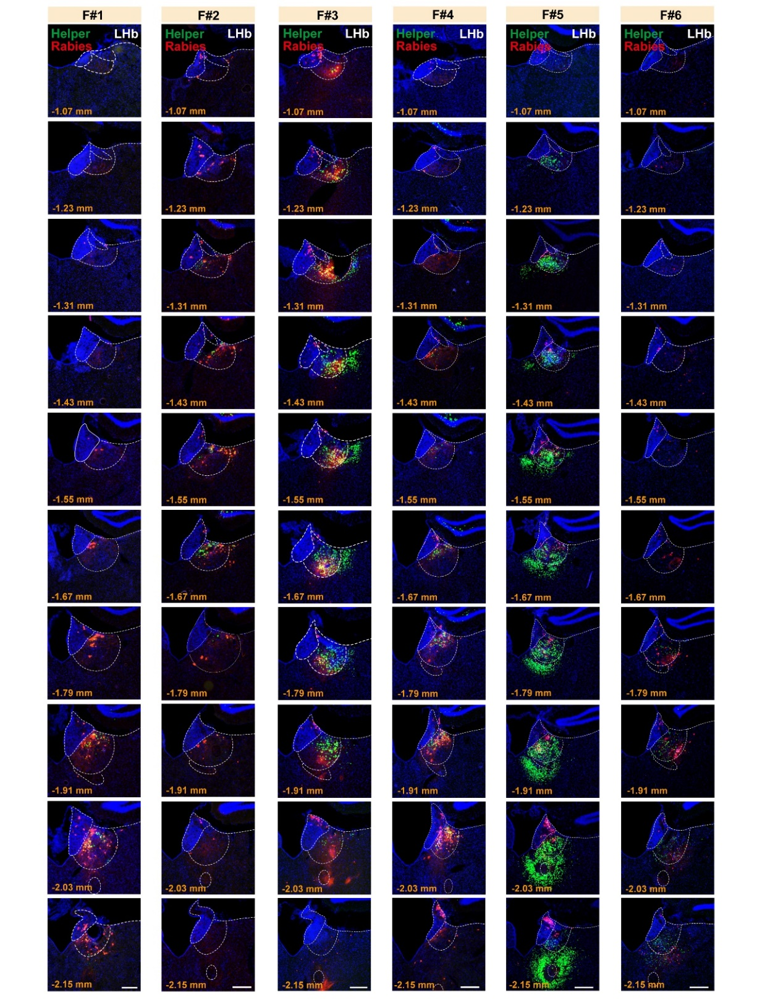 F#1 F#2 F#3 F#4 F#5 F#6
Helper LHb Helper LHb Helper LHb Helper LHb Helper LHb Helper LHb
Rabies Rabies Rabies Rabies Rabies Rabies
-1.07 mm -1.07 mm -1.07 mm -1.07 mm -1.07 mm -1.07 mm
-1.23 mm -1.23 mm -1.23 mm -1.23 mm -1.23 mm -1.23 mm
-1.31 mm -1.31 mm -1.31 mm -1.31 mm -1.31 mm -1.31 mm
-1.43 mm -1.43 mm -1.43 mm -1.43 mm -1.43 mm -1.43 mm
-1.55 mm -1.55 mm -1.55 mm -1.55 mm -1.55 mm -1.55 mm
-1.67 mm -1.67 mm -1.67 mm -1.67 mm -1.67 mm -1.67 mm
-1.79 mm -1.79 mm -1.79 mm -1.79 mm -1.79 mm -1.79 mm
-1.91 mm -1.91 mm -1.91 mm -1.91 mm -1.91 mm -1.91 mm
-2.03 mm -2.03 mm -2.03 mm -2.03 mm -2.03 mm -2.03 mm
-2.15 mm -2.15 mm -2.15 mm -2.15 mm -2.15 mm -2.15 mm